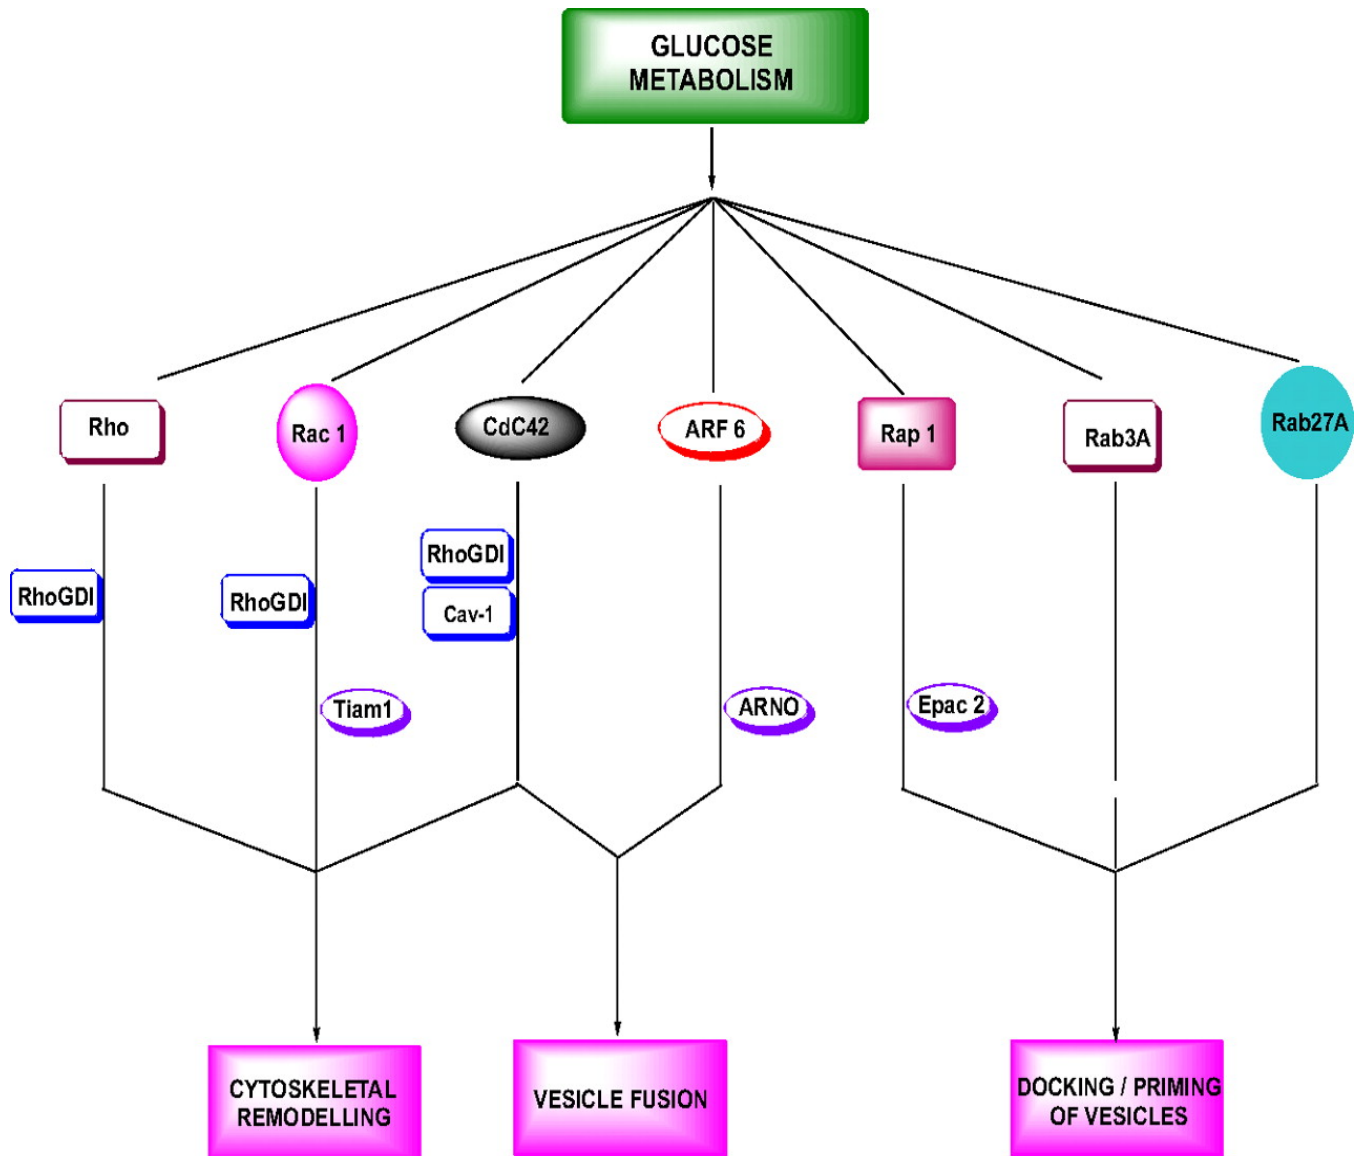 GLUCOSE
METABOLISM
Rho
Rac 1
CdC42
ARF 6
Rap 1
Rab3A
Rab27A
RhoGDI
RhoGDI
RhoGDI
Cav-1
Tiam1
ARNO
Epac 2
CYTOSKELETAL
REMODELLING
VESICLE FUSION
DOCKING / PRIMING
OF VESICLES